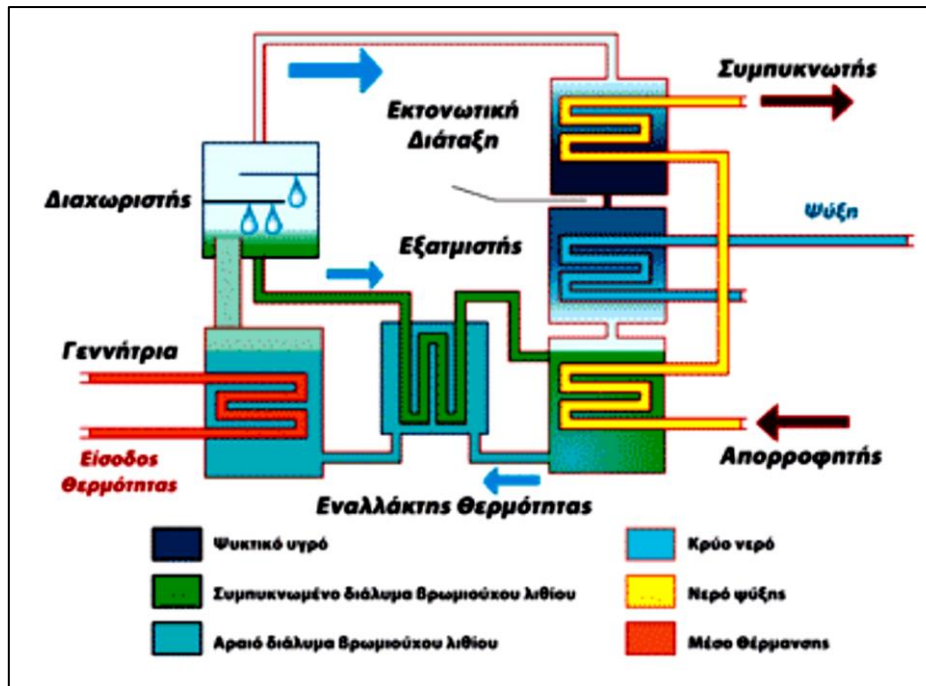 Συμπυκνωτής
Εκτονωτική
Διάταξη
Διαχωριστής
Ψύξη
Εξατμιστής
Γεννήτρια
Είσοδος
θερμότητας
Απορροφητής
Εναλλάκτης θερμότητας
Ψυκτικό υγρό
Κρύο νερό
Συμπυκνωμένο διάλυμα βρωμιούχου λιθίου
Νερό ψύξης
Αραιό διάλυμα βρωμιούχου λιθίου
Μέσο θέρμανσης